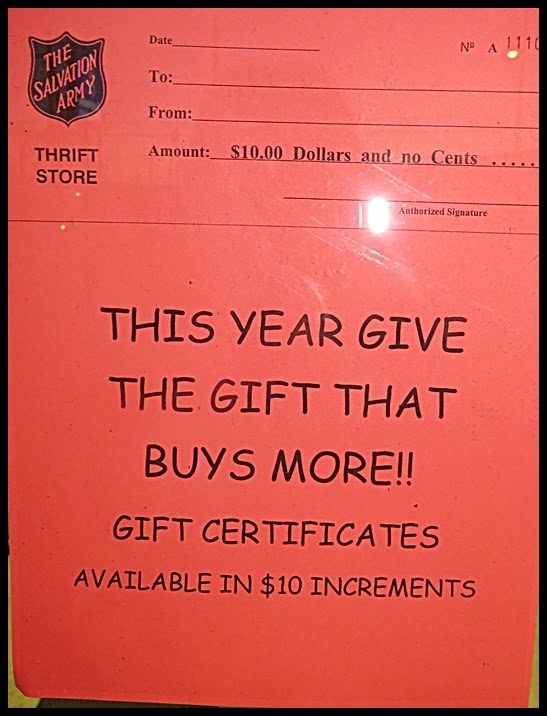 THE
SALVATION
ARMY
THRIFT
STORE
Date
Nº A 1110
To:
From:
Amount: $10.00 Dollars and no Cents .....
Authorized Signature
THIS YEAR GIVE
THE GIFT THAT
BUYS MORE!!
GIFT CERTIFICATES
AVAILABLE IN $10 INCREMENTS